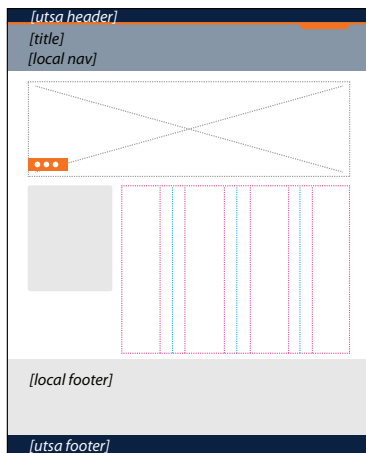 [utsa header]
[title]
[local nav]
[local footer]
[utsa footer]